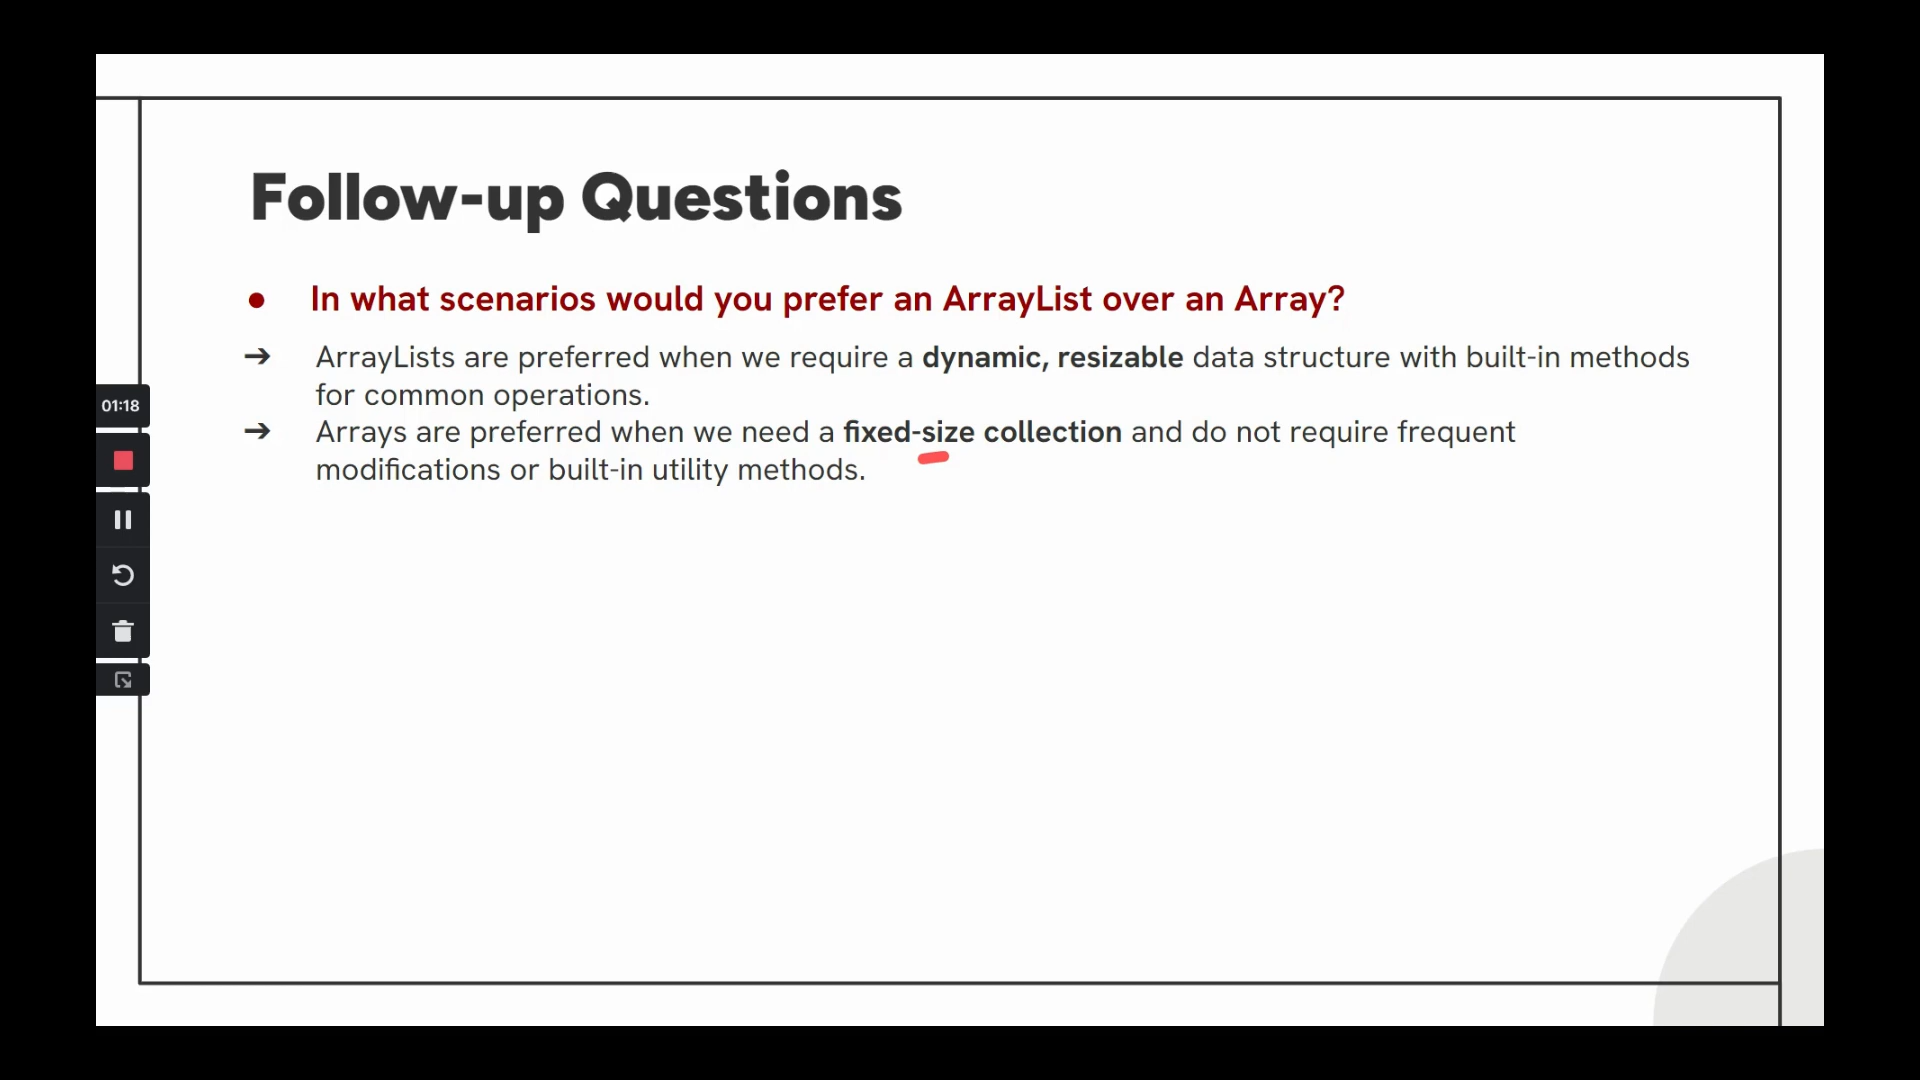 Follow-up Questions
● In what scenarios would you prefer an ArrayList over an Array?
➔ ArrayLists are preferred when we require a dynamic, resizable data structure with built-in methods
for common operations.
➔ Arrays are preferred when we need a fixed-size collection and do not require frequent
modifications or built-in utility methods.
01:18